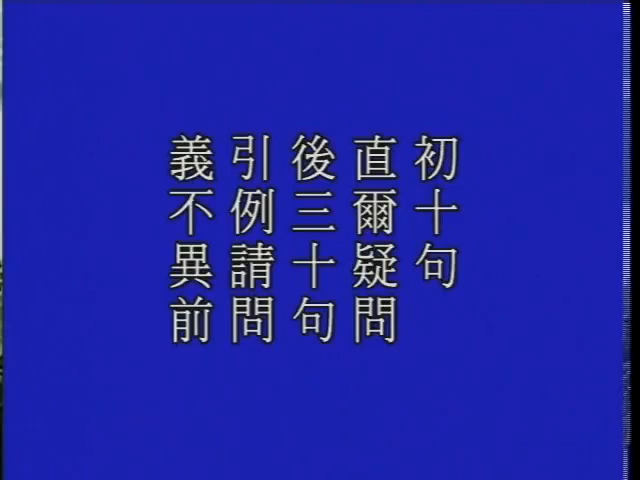 初十句
直爾疑問
後三十句
引例請問
義不異前